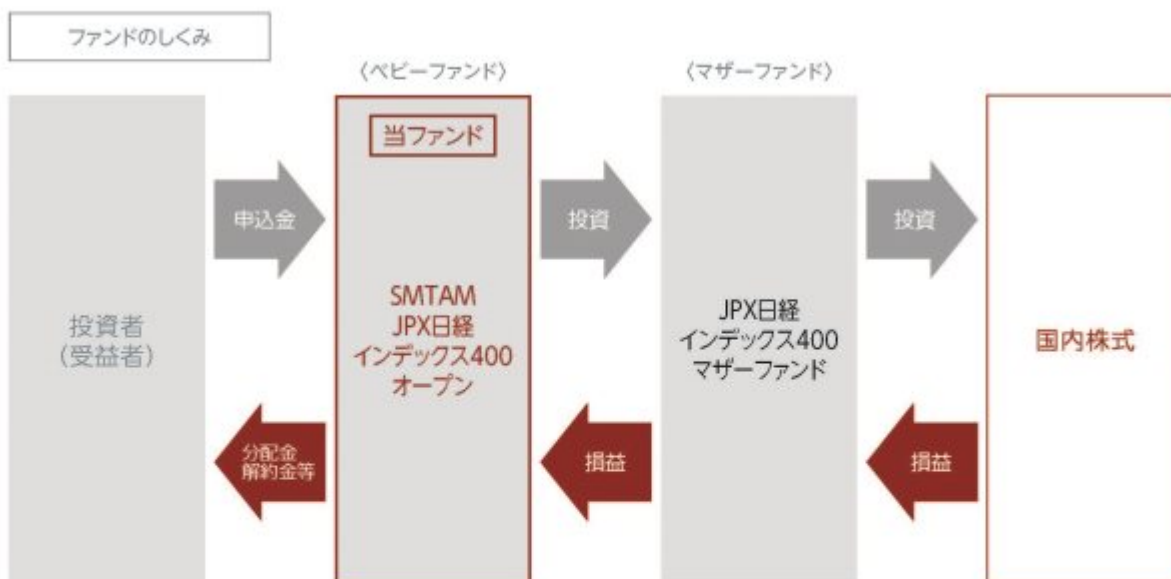 ファンドのしくみ
〈ベビーファンド〉
〈マザーファンド〉
当ファンド
申込金
投資
投資
投資者
(受益者)
SMTAM
JPX日経
インデックス400
オープン
JPX日経
インデックス400
マザーファンド
国内株式
分配金
解約金等
損益
損益